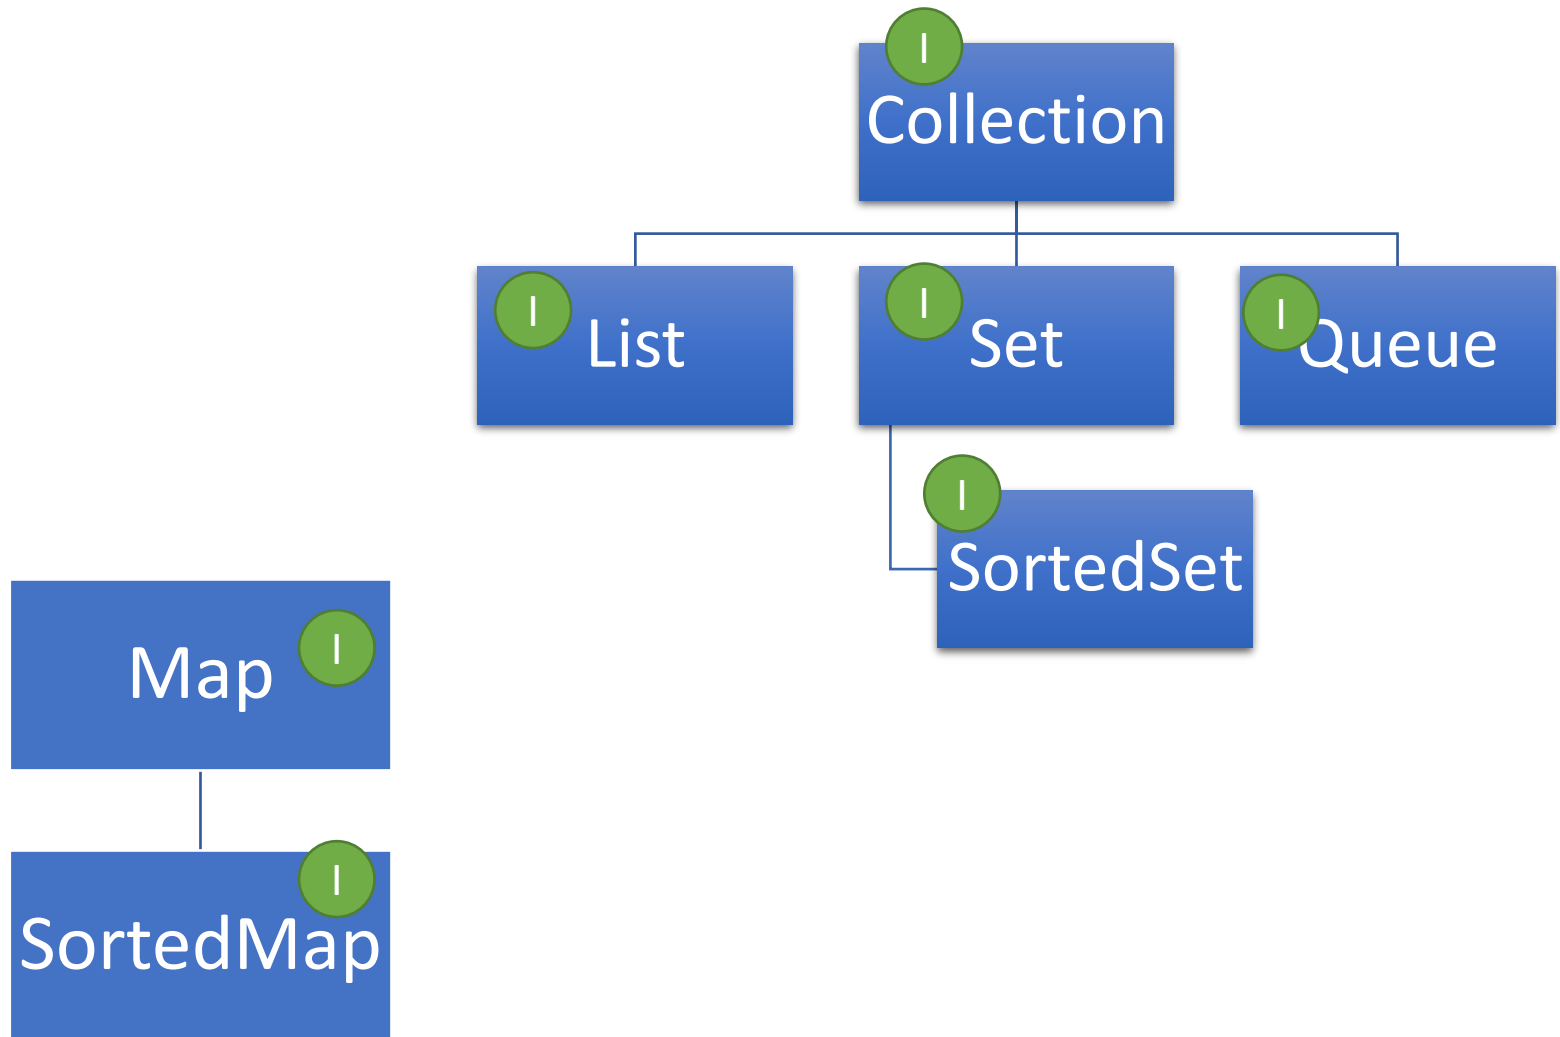 I
Collection
I
List
I
Set
I
Queue
I
SortedSet
I
Map
I
SortedMap